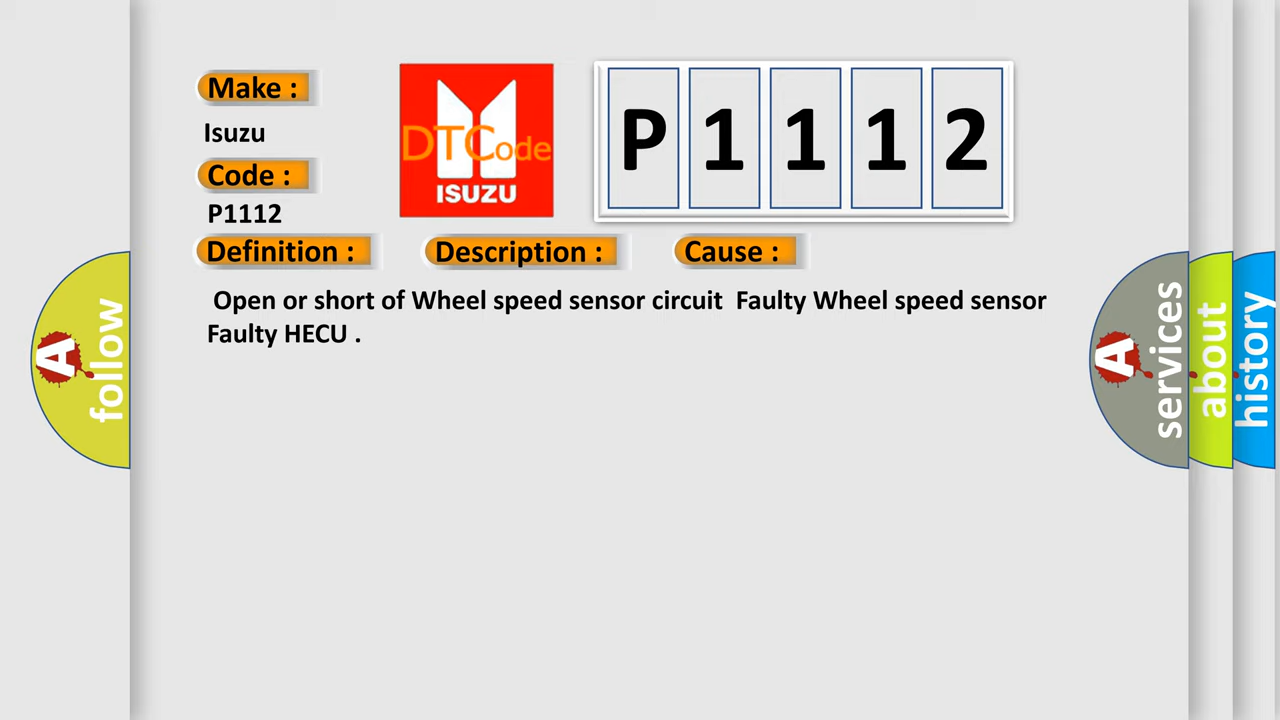 Make :
Isuzu
Code :
P1112
DTCode
ISUZU
P 1 1 1 2
Definition : Description : Cause :
Open or short of Wheel speed sensor circuit Faulty Wheel speed sensor
Faulty HECU .
A follow
A services
about
history